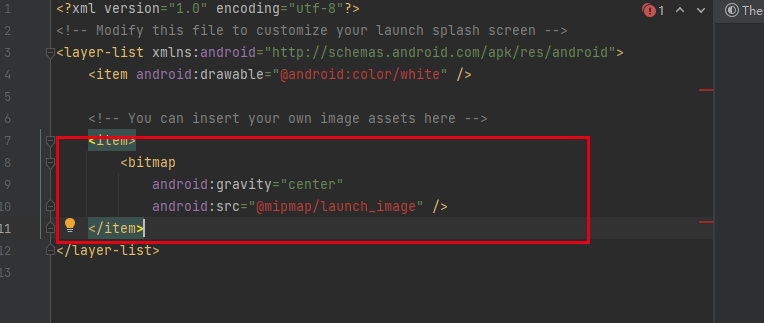 1 <?xml version="1.0" encoding="utf-8"?>
2 <!-- Modify this file to customize your launch splash screen -->
3 <layer-list xmlns:android="http://schemas.android.com/apk/res/android">
4 <item android:drawable="@android:color/white" />
5
6 <!-- You can insert your own image assets here -->
7 <item>
8 <bitmap
9 android:gravity="center"
10 android:src="@mipmap/launch_image" />
11 </item>
12 </layer-list>
13
1
The